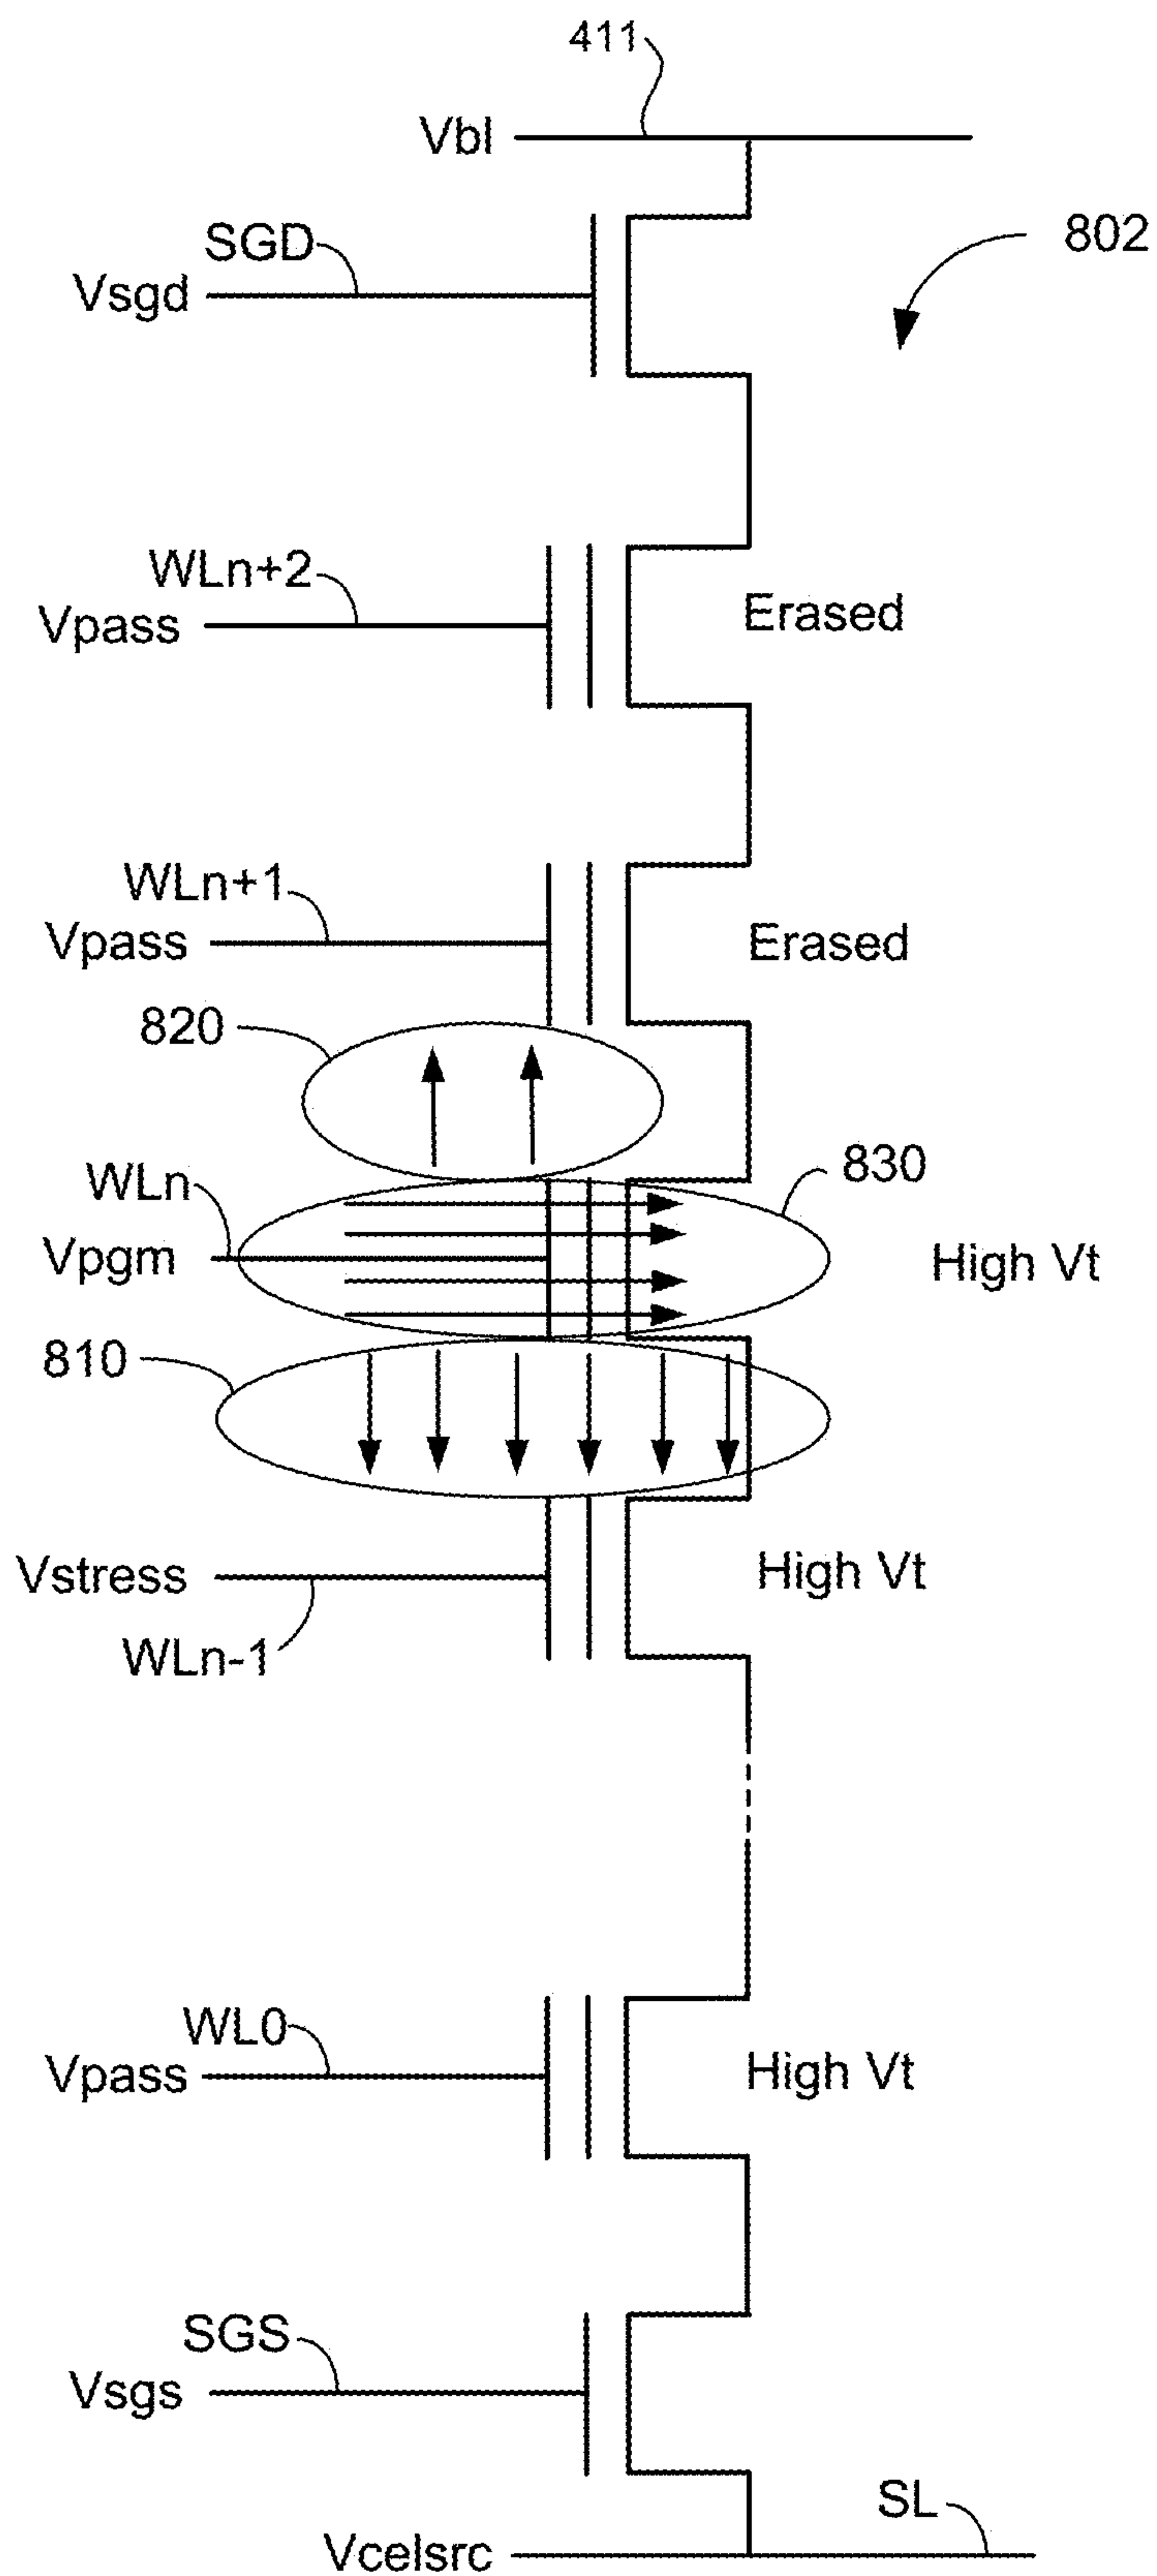 411
Vbl
802
SGD
Vsgd
WLn+2
Vpass
Erased
WLn+1
Vpass
Erased
820
830
WLn
Vpgm
High Vt
810
Vstress
High Vt
WLn-1
WL0
Vpass
High Vt
SGS
Vsgs
SL
Vcelsrc